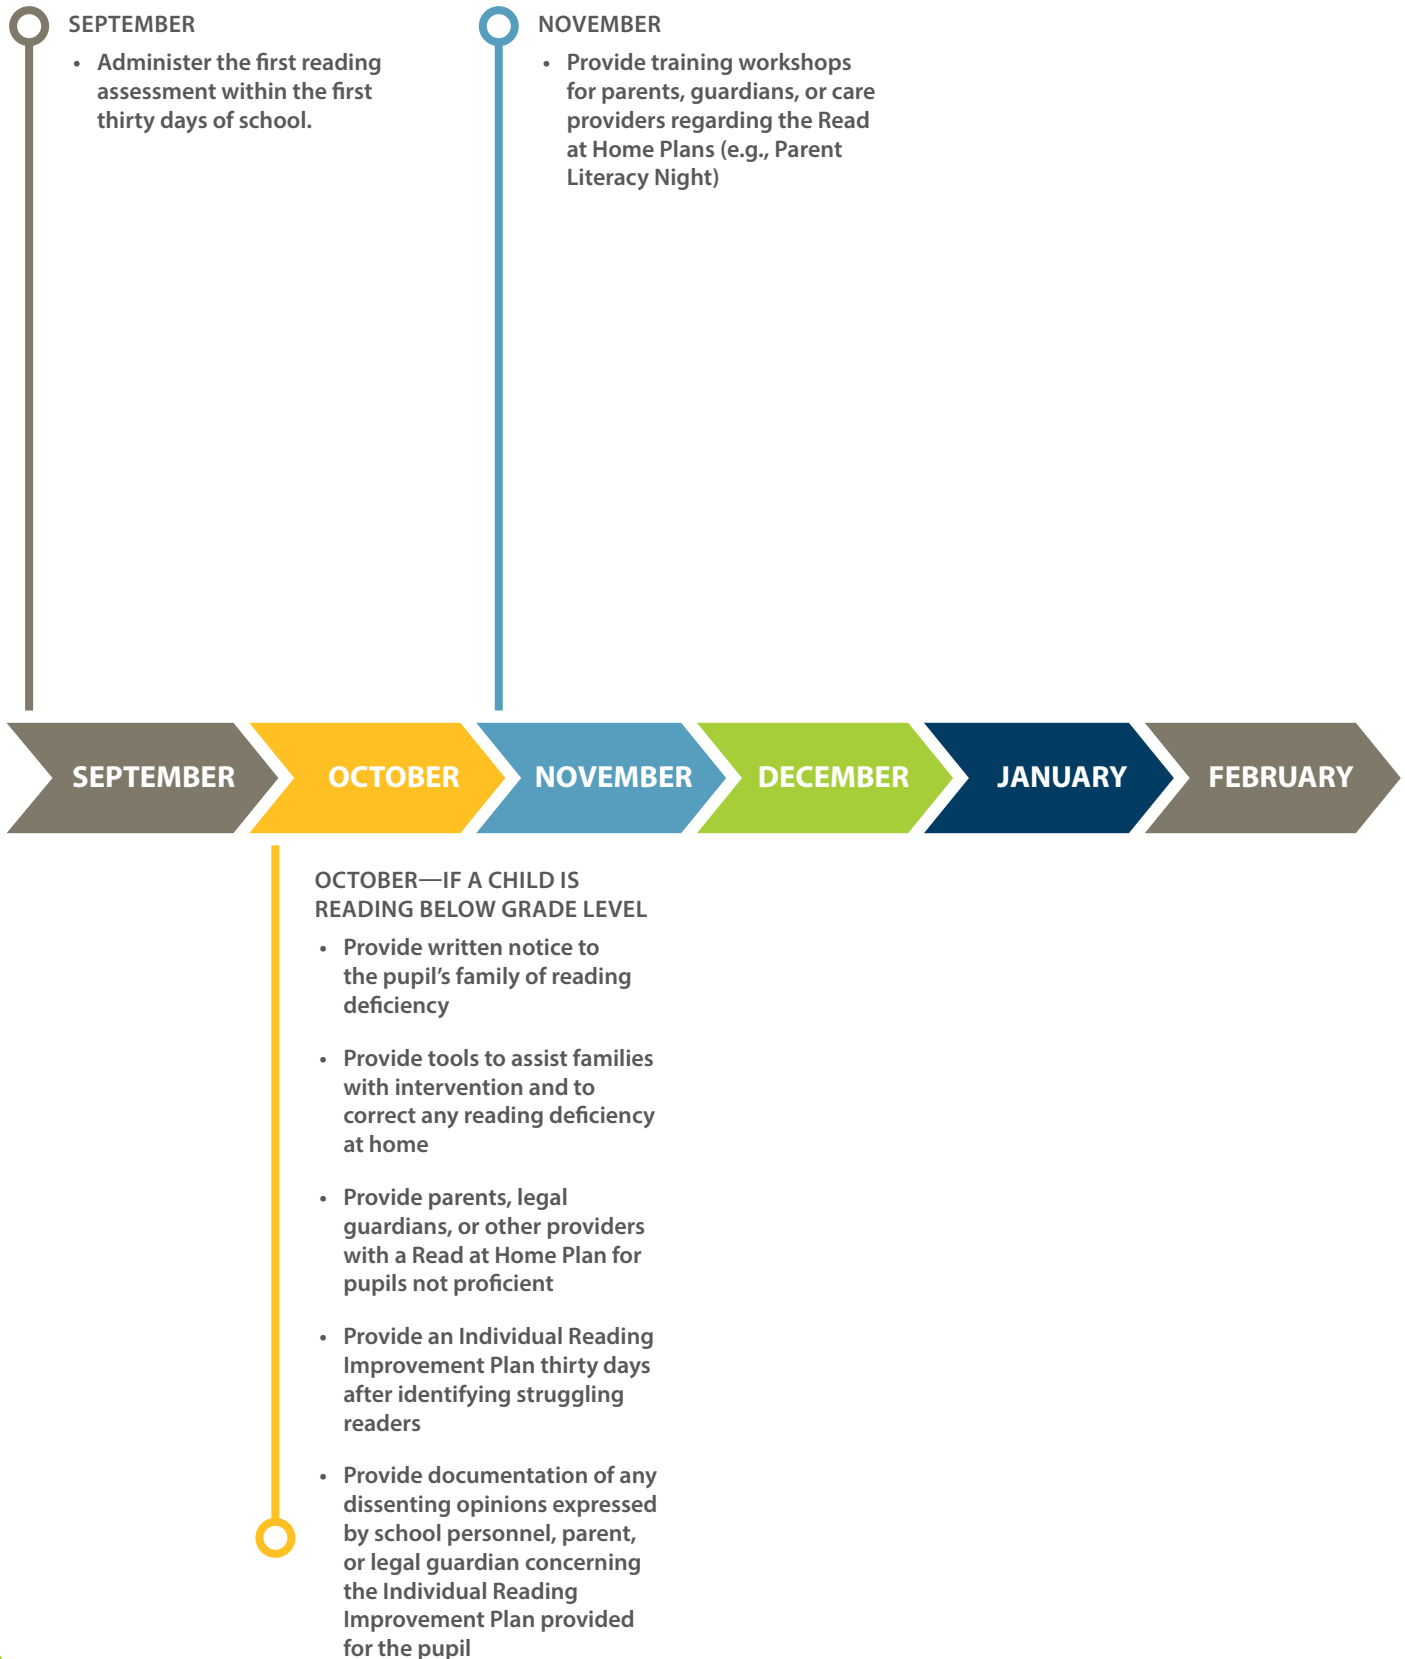 SEPTEMBER
• Administer the first reading
assessment within the first
thirty days of school.
NOVEMBER
• Provide training workshops
for parents, guardians, or care
providers regarding the Read
at Home Plans (e.g., Parent
Literacy Night)
SEPTEMBER
OCTOBER
NOVEMBER
DECEMBER
JANUARY
FEBRUARY
OCTOBER—IF A CHILD IS
READING BELOW GRADE LEVEL
• Provide written notice to
the pupil’s family of reading
deficiency
• Provide tools to assist families
with intervention and to
correct any reading deficiency
at home
• Provide parents, legal
guardians, or other providers
with a Read at Home Plan for
pupils not proficient
• Provide an Individual Reading
Improvement Plan thirty days
after identifying struggling
readers
• Provide documentation of any
dissenting opinions expressed
by school personnel, parent,
or legal guardian concerning
the Individual Reading
Improvement Plan provided
for the pupil